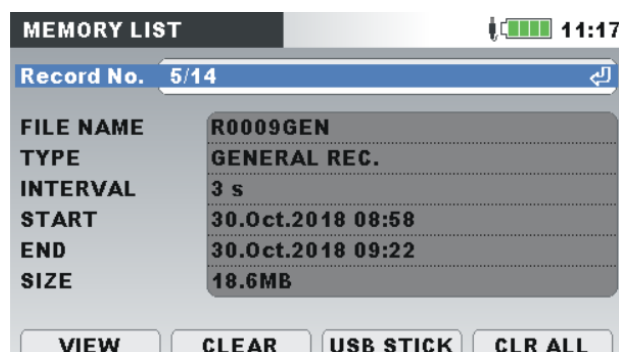 MEMORY LIST 11:17
Record No. 5/14
FILE NAME R0009GEN
TYPE GENERAL REC.
INTERVAL 3 s
START 30.Oct.2018 08:58
END 30.Oct.2018 09:22
SIZE 18.6MB
VIEW CLEAR USB STICK CLR ALL